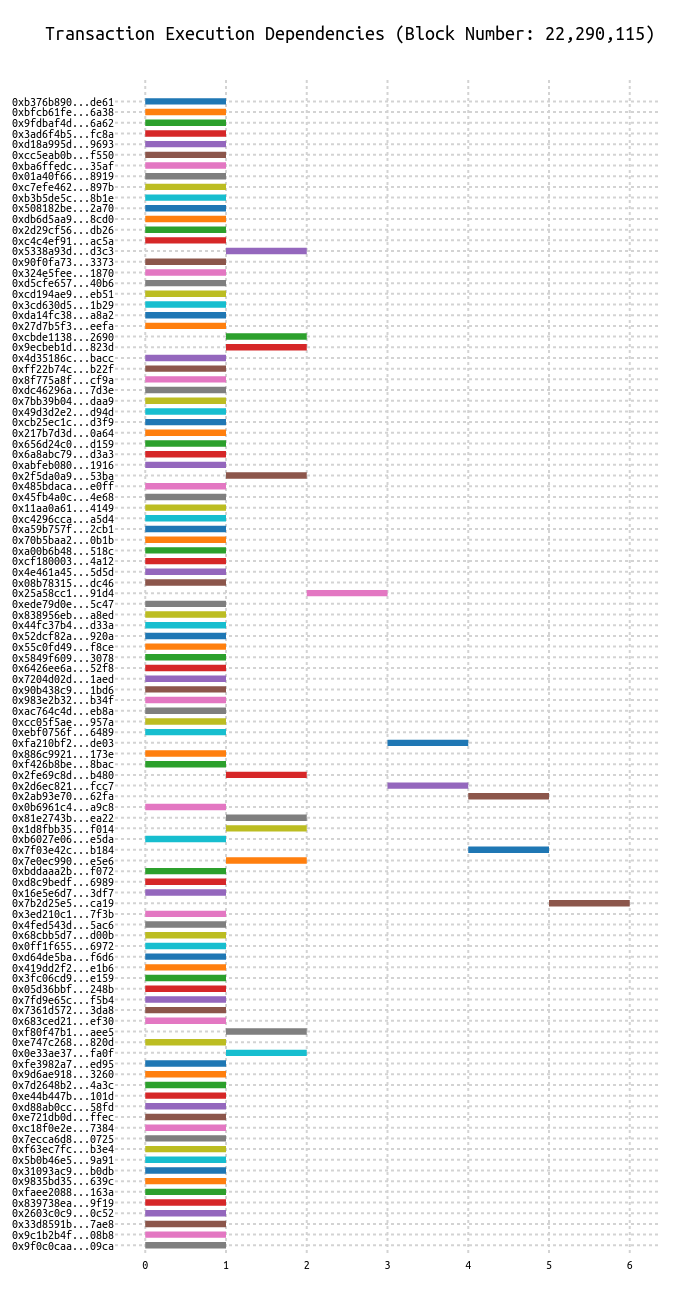 Transaction Execution Dependencies (Block Number: 22,290,115)
0xb376b890...de61
0xbfcb61fe...6a38
0x9fdbaf4d...6a62
0x3ad6f4b5...fc8a
0xd18a995d...9693
0xcc5eab0b...f550
0xba6ffedc...35af
0x01a40f66...8919
0xc7efe462...897b
0xb3b5de5c...8b1e
0x508182be...2a70
0xdb6d5aa9...8cd0
0x2d29cf56...db26
0xc4c4ef91...ac5a
0x5338a93d...d3c3
0x90f0fa73...3373
0x324e5fee...1870
0xd5cfe657...40b6
0xcd194ae9...eb51
0x3cd630d5...1b29
0xda14fc38...a8a2
0x27d7b5f3...eefa
0xcbde1138...2690
0x9ecbeb1d...823d
0x4d35186c...bacc
0xff22b74c...b22f
0x8f775a8f...cf9a
0xdc46296a...7d3e
0x7bb39b04...daa9
0x49d3d2e2...d94d
0xcb25ec1c...d3f9
0x217b7d3d...0a64
0x656d24c0...d159
0x6a8abc79...d3a3
0xabfeb080...1916
0x2f5da0a9...53ba
0x485bdaca...e0ff
0x45fb4a0c...4e68
0x11aa0a61...4149
0xc4296cca...a5d4
0xa59b757f...2cb1
0x70b5baa2...0b1b
0xa00b6b48...518c
0xcf180003...4a12
0x4e461a45...5d5d
0x08b78315...dc46
0x25a58cc1...91d4
0xede79d0e...5c47
0x838956eb...a8ed
0x44fc37b4...d33a
0x52dcf82a...920a
0x55c0fd49...f8ce
0x5849f609...3078
0x6426ee6a...52f8
0x7204d02d...1aed
0x90b438c9...1bd6
0x983e2b32...b34f
0xac764c4d...eb8a
0xcc05f5ae...957a
0xebf0756f...6489
0xfa210bf2...de03
0x886c9921...173e
0xf426b8be...8bac
0x2fe69c8d...b480
0x2d6ec821...fcc7
0x2ab93e70...62fa
0x0b6961c4...a9c8
0x81e2743b...ea22
0x1d8fbb35...f014
0xb6027e06...e5da
0x7f03e42c...b184
0x7e0ec990...e5e6
0xbddaaa2b...f072
0xd8c9bedf...6989
0x16e5e6d7...3df7
0x7b2d25e5...ca19
0x3ed210c1...7f3b
0x4fed543d...5ac6
0x68cbb5d7...d00b
0x0ff1f655...6972
0xd64de5ba...f6d6
0x419dd2f2...e1b6
0x3fc06cd9...e159
0x05d36bbf...248b
0x7fd9e65c...f5b4
0x7361d572...3da8
0x683ced21...ef30
0xf80f47b1...aee5
0xe747c268...820d
0x0e33ae37...fa0f
0xfe3982a7...ed95
0x9d6ae918...3260
0x7d2648b2...4a3c
0xe44b447b...101d
0xd88ab0cc...58fd
0xe721db0d...ffec
0xc18f0e2e...7384
0x7ecca6d8...0725
0xf63ec7fc...b3e4
0x5b0b46e5...9a91
0x31093ac9...b0db
0x9835bd35...639c
0xfaee2088...163a
0x839738ea...9f19
0x2603c0c9...0c52
0x33d8591b...7ae8
0x9c1b2b4f...08b8
0x9f0c0caa...09ca
0 1 2 3 4 5 6